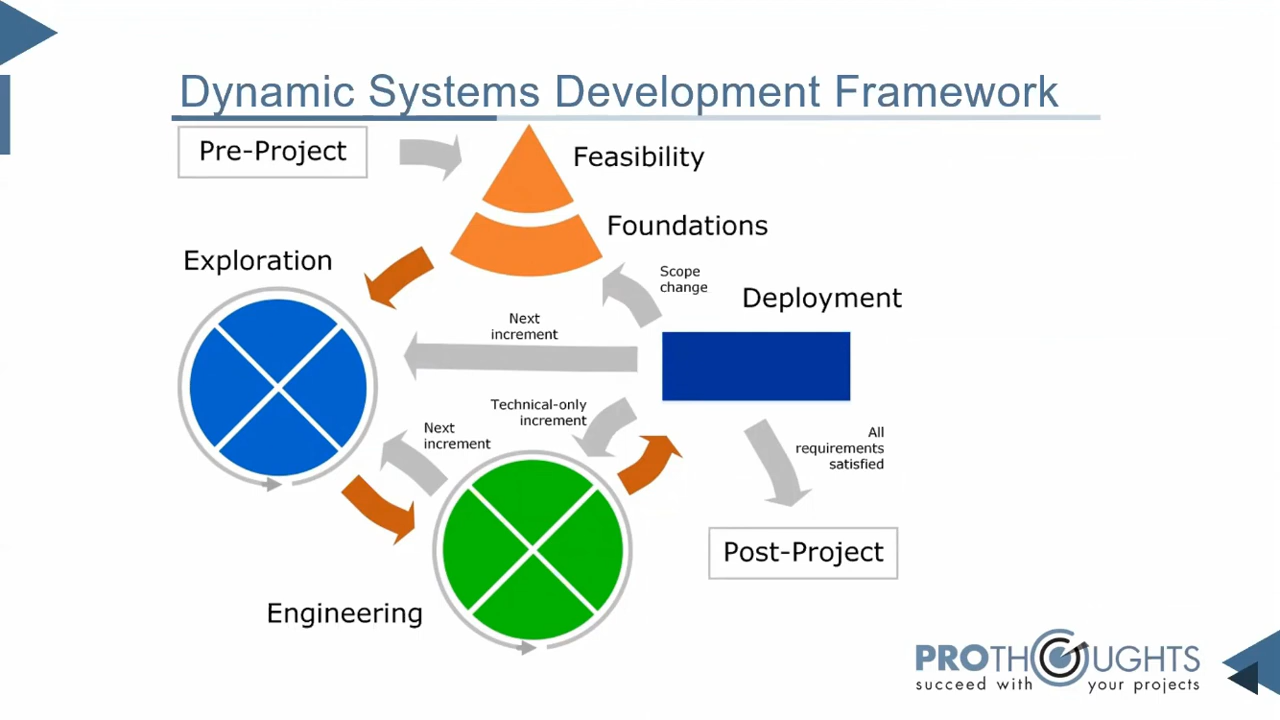 Dynamic Systems Development Framework
Pre-Project
Feasibility
Foundations
Exploration
Scope
change
Deployment
Next
increment
Technical-only
increment
Next
increment
All
requirements
satisfied
Post-Project
Engineering
PROTHOUGHTS
succeed with your projects